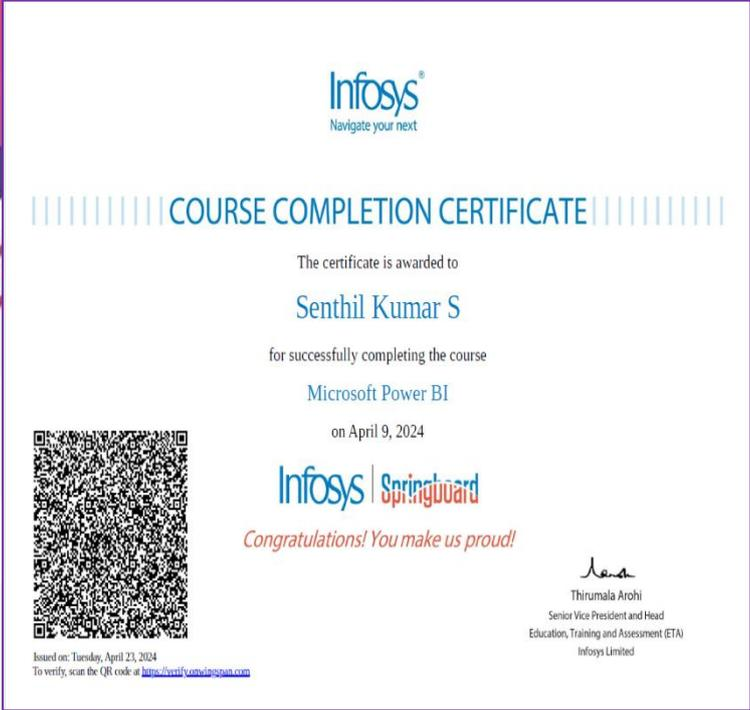 Infosys®
Navigate your next
COURSE COMPLETION CERTIFICATE
The certificate is awarded to
Senthil Kumar S
for successfully completing the course
Microsoft Power BI
on April 9, 2024
Infosys | Springboard
Congratulations! You make us proud!
Thirumala Arohi
Senior Vice President and Head
Education, Training and Assessment (ETA)
Infosys Limited
Issued on: Tuesday, April 23, 2024
To verify, scan the QR code at https://verify.onwingspan.com